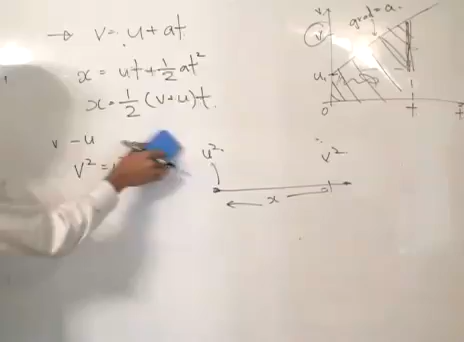 → v = u + at
x = ut + 1/2 at²
x = 1/2 (v+u)t.
v - u
v² =
u²
v²
x
v
v
u
0
grad = a
t
t